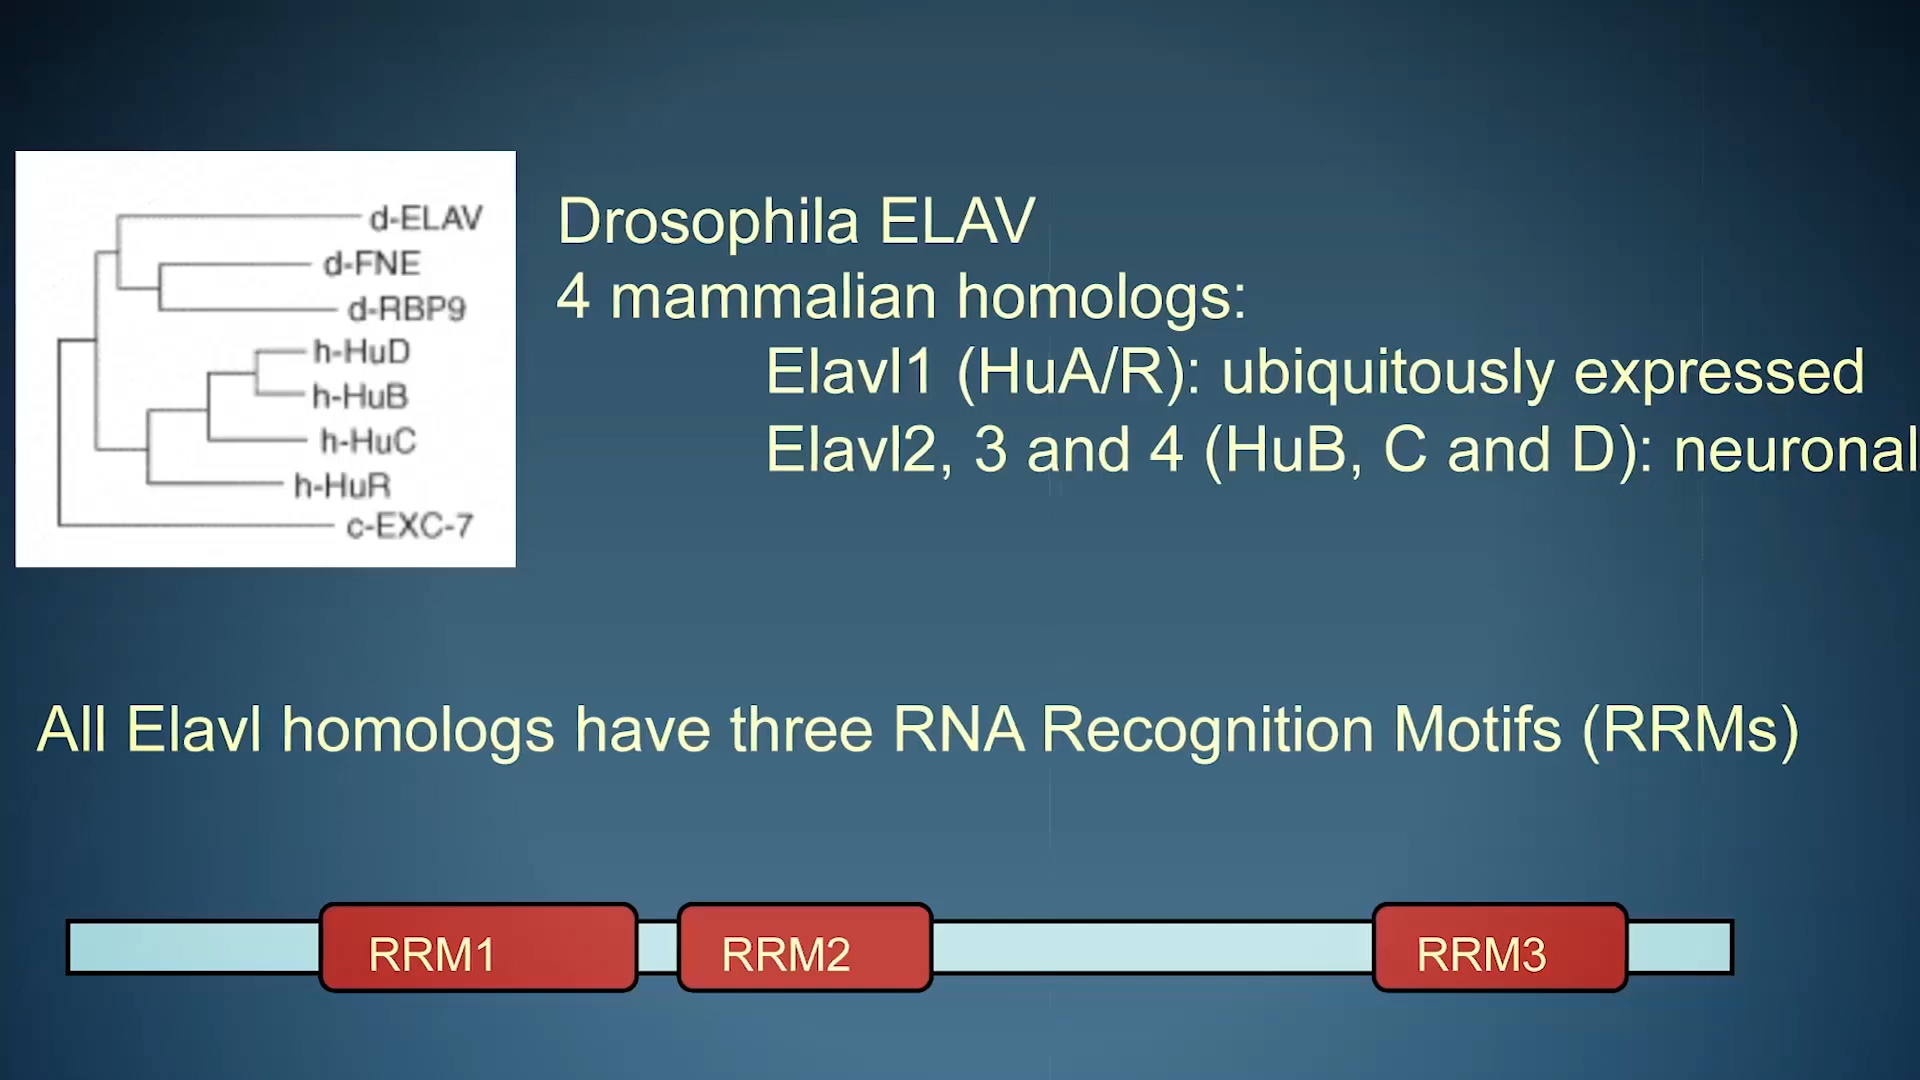 d-ELAV
d-FNE
d-RBP9
h-HuD
h-HuB
h-HuC
h-HuR
c-EXC-7
Drosophila ELAV
4 mammalian homologs:
Elavl1 (HuA/R): ubiquitously expressed
Elavl2, 3 and 4 (HuB, C and D): neuronal
All Elavl homologs have three RNA Recognition Motifs (RRMs)
RRM1
RRM2
RRM3